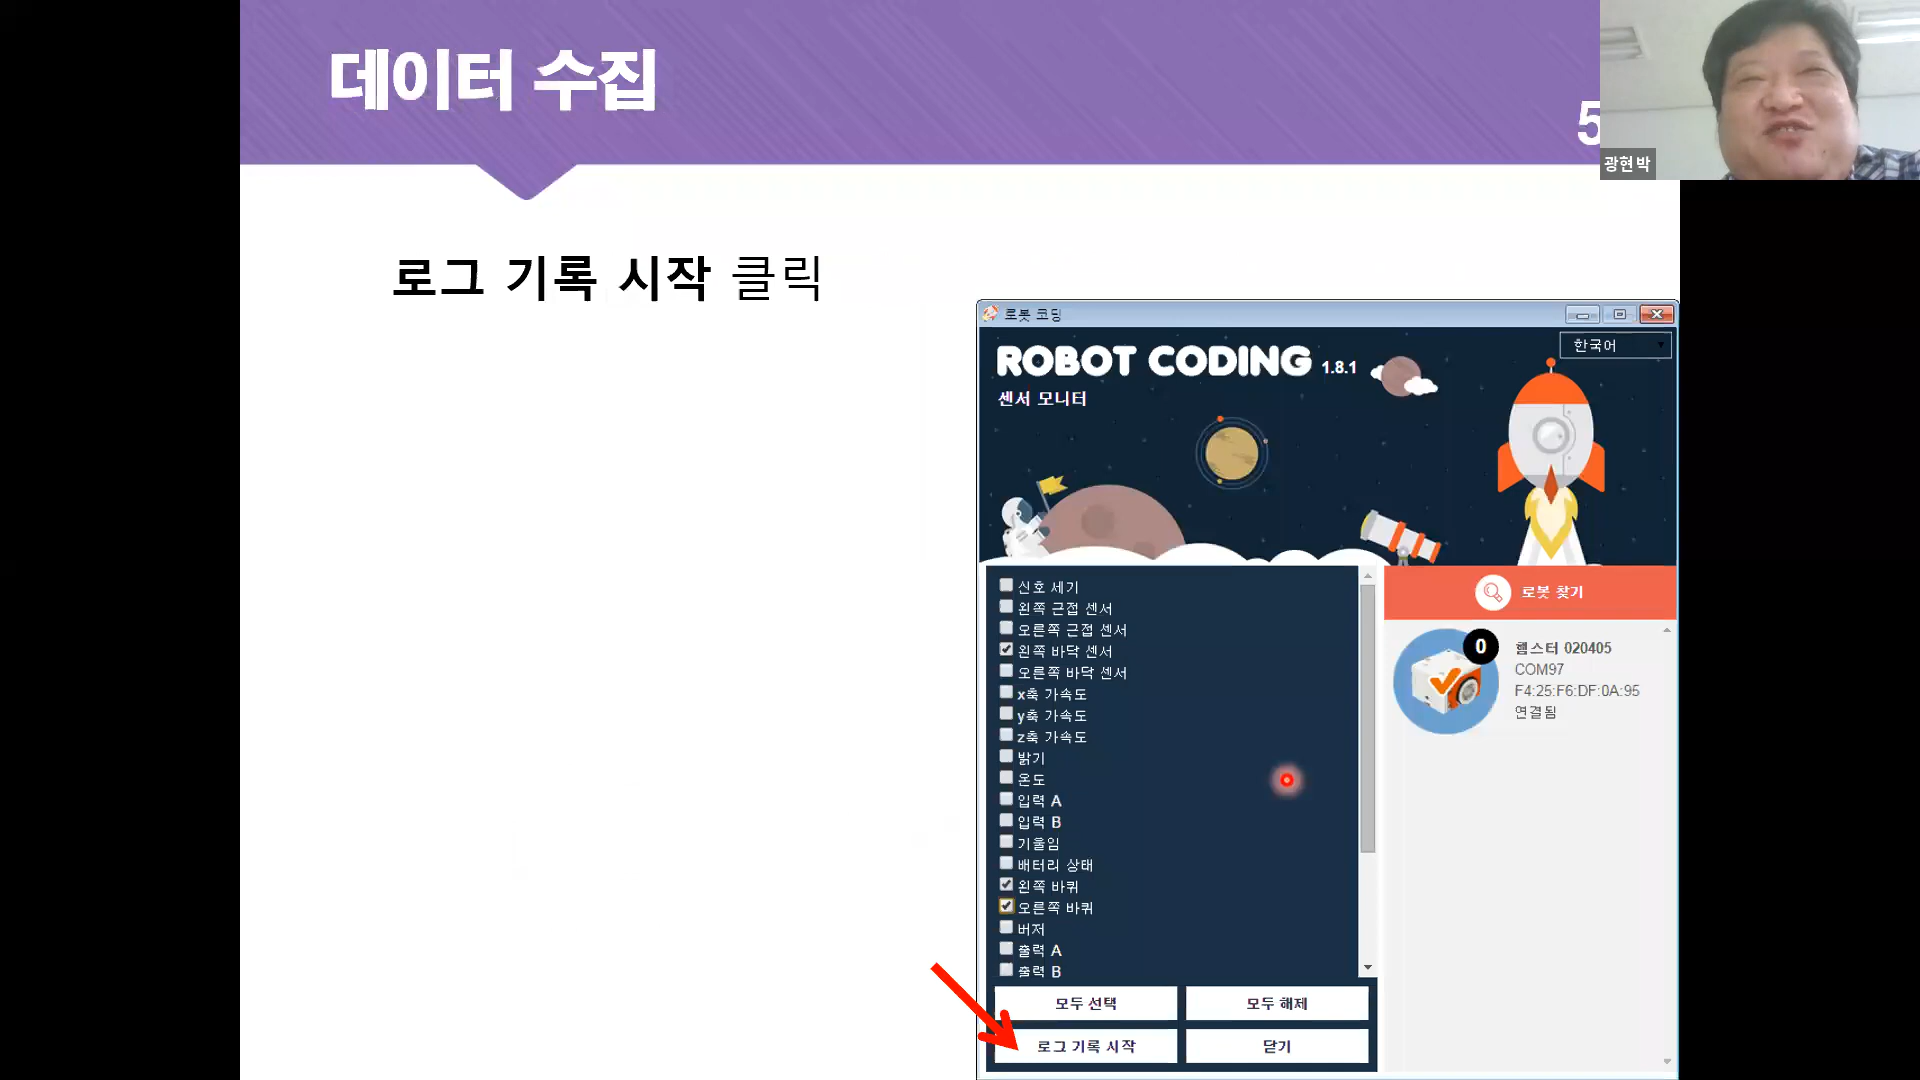 데이터 수집
5
광현 박
로그 기록 시작 클릭
로봇 코딩
한국어
ROBOT CODING 1.8.1
센서 모니터
신호 세기
왼쪽 근접 센서
오른쪽 근접 센서
왼쪽 바닥 센서
오른쪽 바닥 센서
x축 가속도
y축 가속도
z축 가속도
밝기
온도
입력 A
입력 B
기울임
배터리 상태
왼쪽 바퀴
오른쪽 바퀴
버저
출력 A
출력 B
모두 선택
모두 해제
로그 기록 시작
닫기
로봇 찾기
0
햄스터 020405
COM97
F4:25:F6:DF:0A:95
연결됨